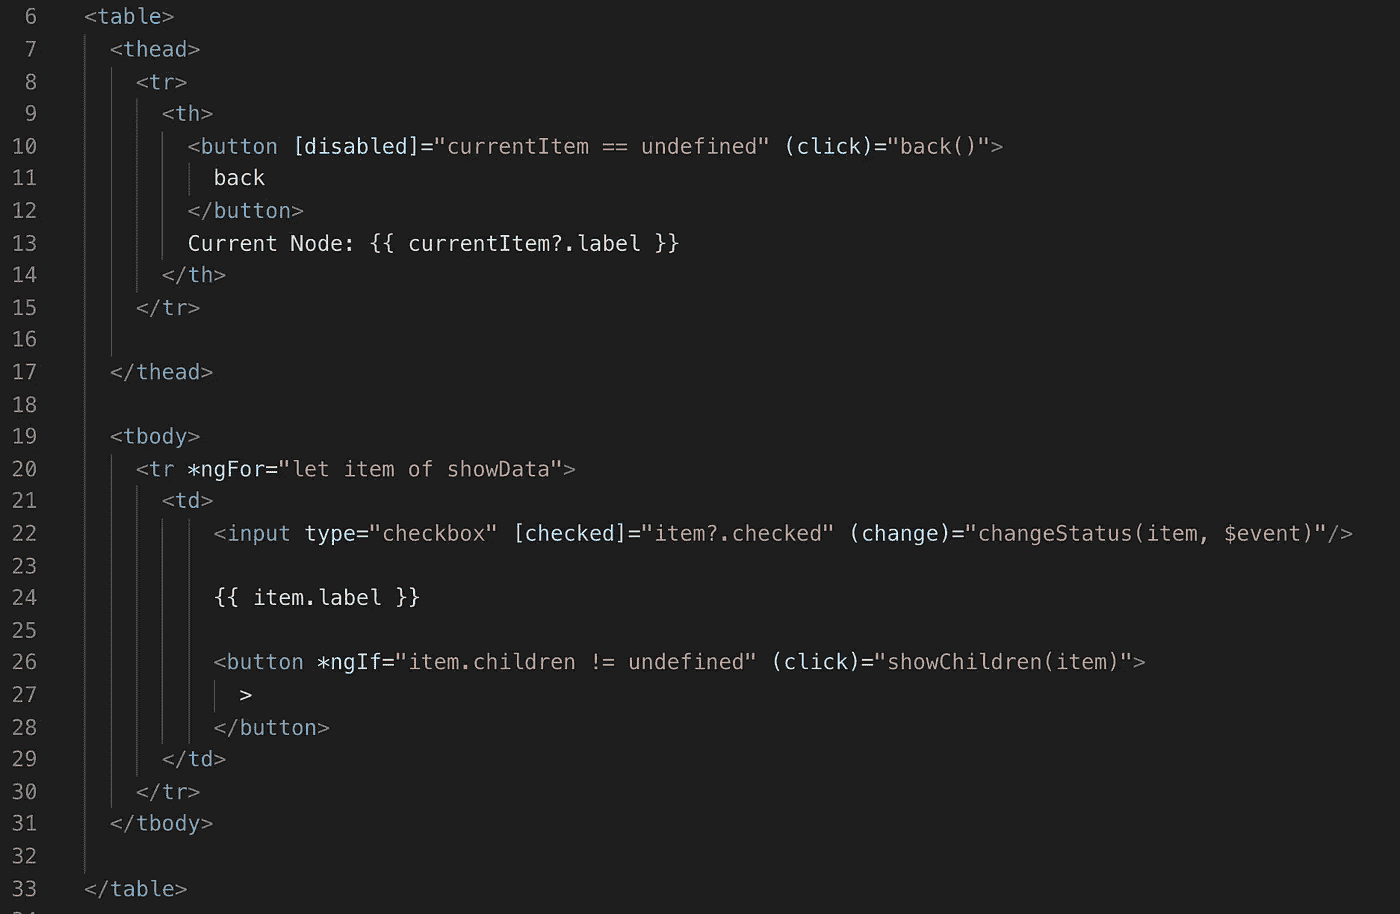 6 <table>
7 <thead>
8 <tr>
9 <th>
10 <button [disabled]="currentItem == undefined" (click)="back()">
11 back
12 </button>
13 Current Node: {{ currentItem?.label }}
14 </th>
15 </tr>
16
17 </thead>
18
19 <tbody>
20 <tr *ngFor="let item of showData">
21 <td>
22 <input type="checkbox" [checked]="item?.checked" (change)="changeStatus(item, $event)"/>
23
24 {{ item.label }}
25
26 <button *ngIf="item.children != undefined" (click)="showChildren(item)">
27 >
28 </button>
29 </td>
30 </tr>
31 </tbody>
32
33 </table>